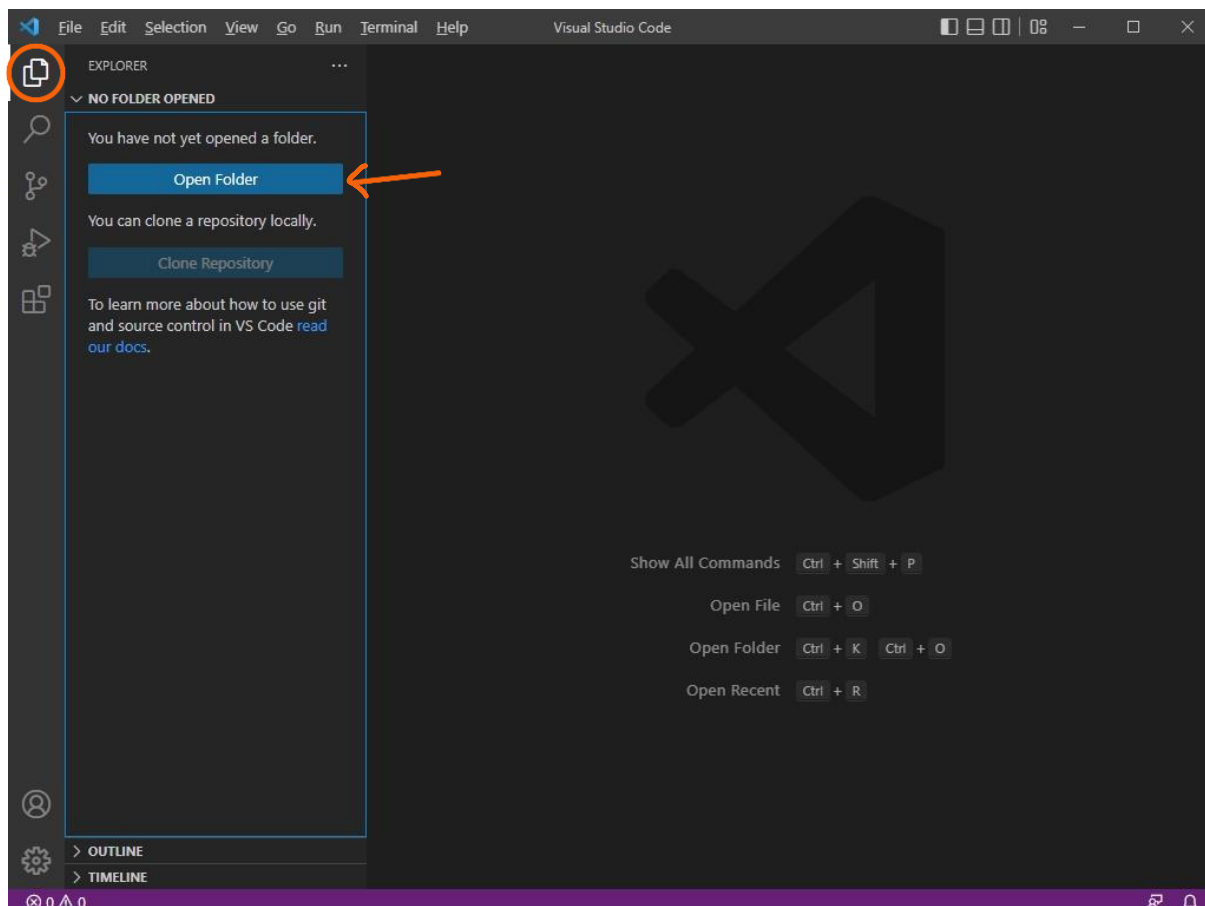 File Edit Selection View Go Run Terminal Help Visual Studio Code
EXPLORER ...
NO FOLDER OPENED
You have not yet opened a folder.
Open Folder
You can clone a repository locally.
Clone Repository
To learn more about how to use git
and source control in VS Code read
our docs.
Show All Commands Ctrl + Shift + P
Open File Ctrl + O
Open Folder Ctrl + K Ctrl + O
Open Recent Ctrl + R
OUTLINE
TIMELINE
0 0